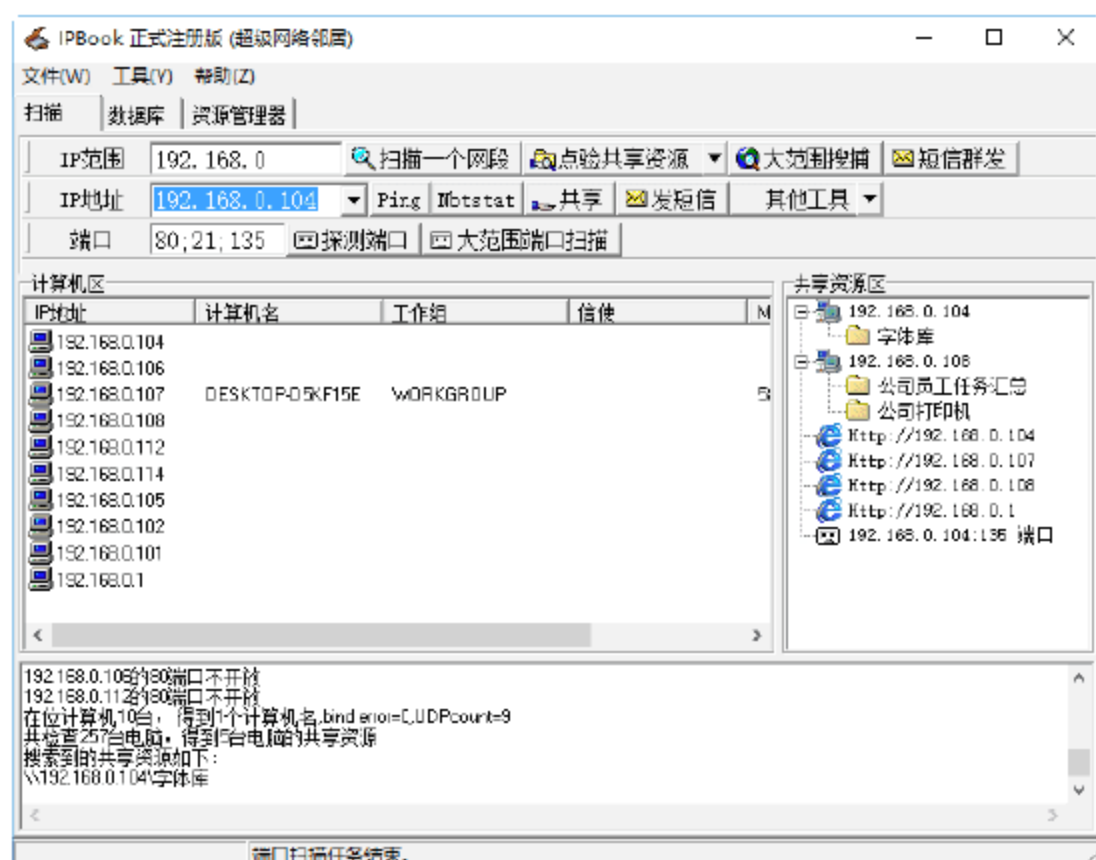 IPBook 正式注册版 (超级网络邻居)
文件(W) 工具(Y) 帮助(Z)
扫描 数据库 资源管理器
IP范围 192.168.0 扫描一个网段 点验共享资源 大范围搜捕 短信群发
IP地址 192.168.0.104 Ping Nbtstat 共享 发短信 其他工具
端口 80;21;135 探测端口 大范围端口扫描
计算机区
IP地址 计算机名 工作组 信使 M
192.168.0.104
192.168.0.106
192.168.0.107 DESKTOP-O5KF15E WORKGROUP
192.168.0.108
192.168.0.112
192.168.0.114
192.168.0.105
192.168.0.102
192.168.0.101
192.168.0.1
共享资源区
192.168.0.104
字体库
192.168.0.108
公司员工任务汇总
公司打印机
Http://192.168.0.104
Http://192.168.0.107
Http://192.168.0.108
Http://192.168.0.1
192.168.0.104:135 端口
192.168.0.106的80端口不开放
192.168.0.112的80端口不开放
在位计算机10台, 得到1个计算机名,bind error=0,UDPcount=9
共检查257台电脑,得到5台电脑的共享资源
搜索到的共享资源如下:
\\192.168.0.104\字体库
端口扫描任务结束。